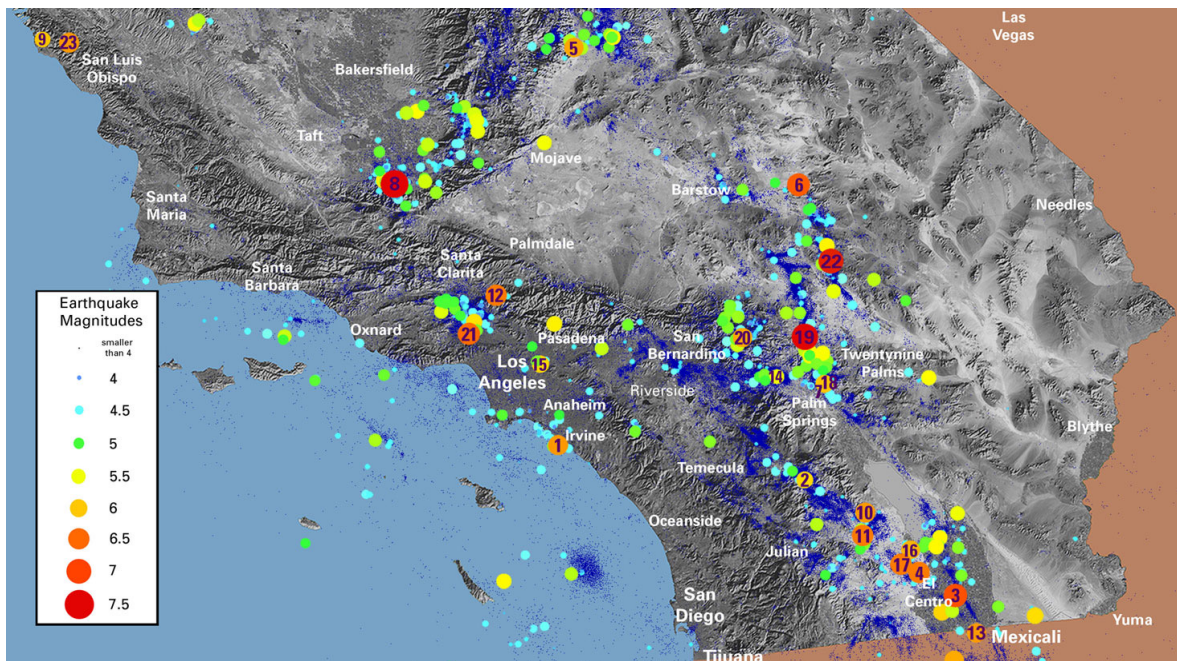 Las
Vegas
9
23
San Luis
Obispo
5
Bakersfield
Taft
Mojave
8
6
Barstow
Santa
Maria
Needles
Palmdale
Santa
Clarita
Santa
Barbara
22
12
Earthquake
Magnitudes
smaller
than 4
4
4.5
5
5.5
6
6.5
7
7.5
Oxnard
21
Pasadena
San
Bernardino
20
19
Los
Angeles
15
Twentynine
Palms
14
18
7
Riverside
Palm
Springs
Anaheim
Irvine
1
Blythe
Temecula
2
10
Oceanside
11
Julian
16
17
4
El
Centro
3
San
Diego
13
Mexicali
Yuma
Tijuana